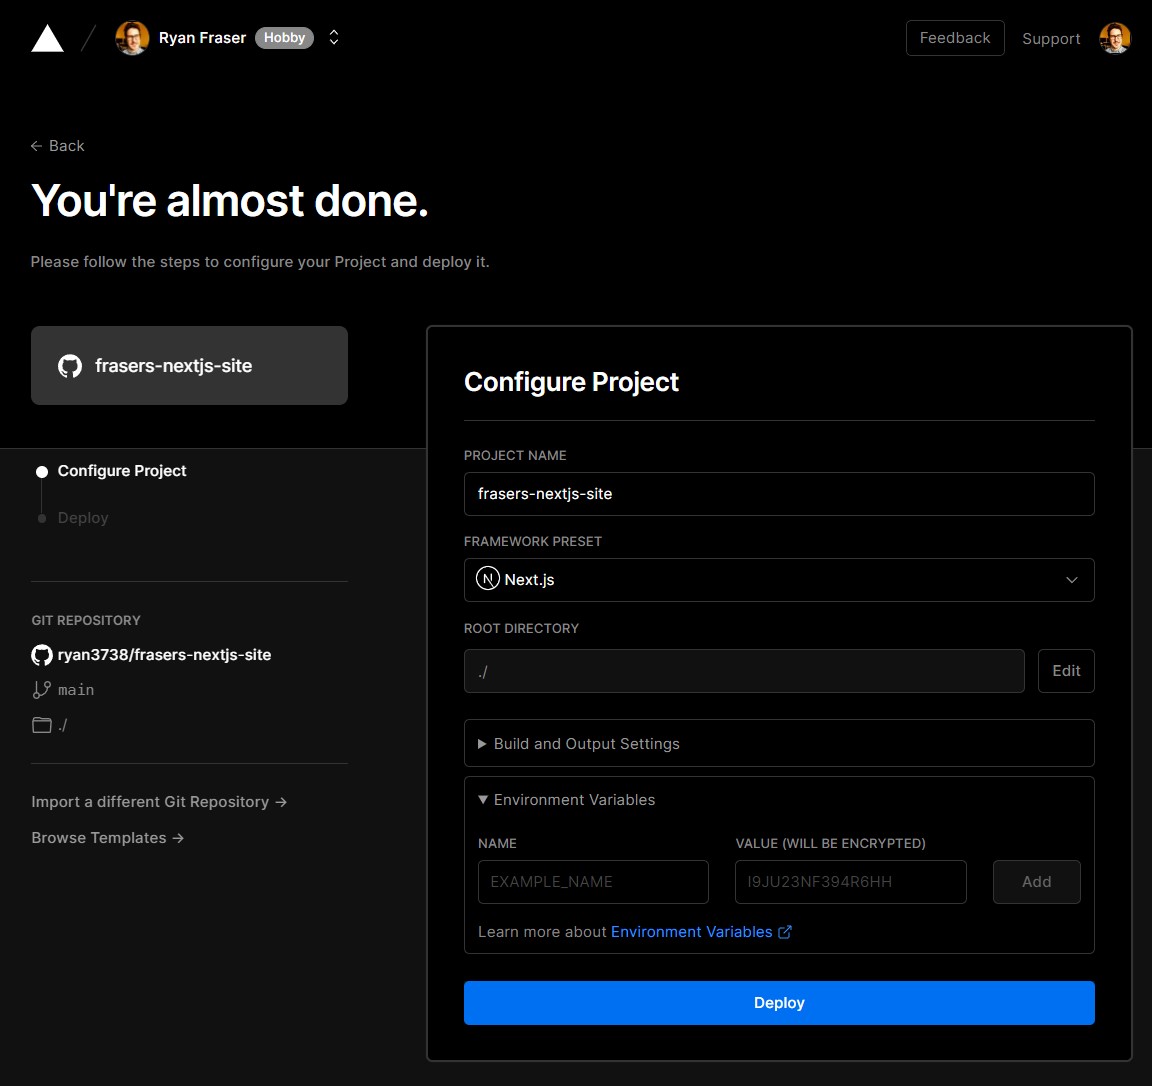 Ryan Fraser Hobby
Feedback Support
← Back
You're almost done.
Please follow the steps to configure your Project and deploy it.
frasers-nextjs-site
Configure Project
Deploy
GIT REPOSITORY
ryan3738/frasers-nextjs-site
main
./
Import a different Git Repository →
Browse Templates →
Configure Project
PROJECT NAME
frasers-nextjs-site
FRAMEWORK PRESET
N Next.js
ROOT DIRECTORY
./ Edit
Build and Output Settings
Environment Variables
NAME VALUE (WILL BE ENCRYPTED)
EXAMPLE_NAME I9JU23NF394R6HH Add
Learn more about Environment Variables
Deploy